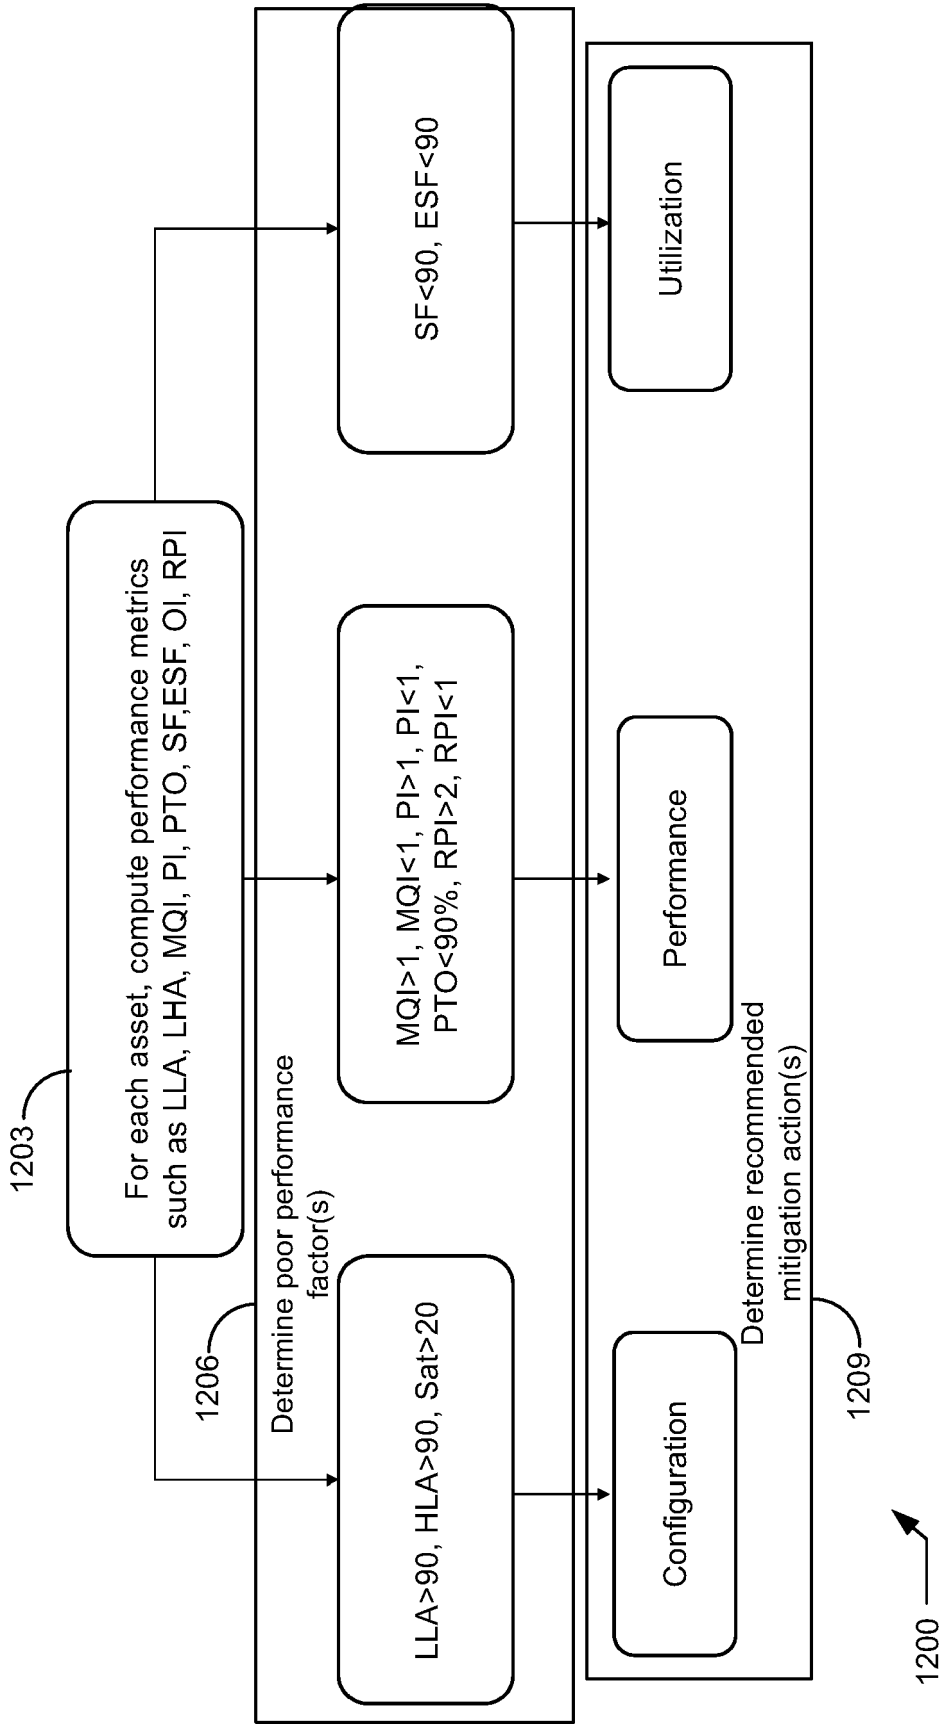 1203
For each asset, compute performance metrics
such as LLA, LHA, MQI, PI, PTO, SF,ESF, OI, RPI
1206
Determine poor performance
factor(s)
LLA>90, HLA>90, Sat>20
MQI>1, MQI<1, PI>1, PI<1,
PTO<90%, RPI>2, RPI<1
SF<90, ESF<90
Configuration
Performance
Utilization
Determine recommended
mitigation action(s)
1209
1200